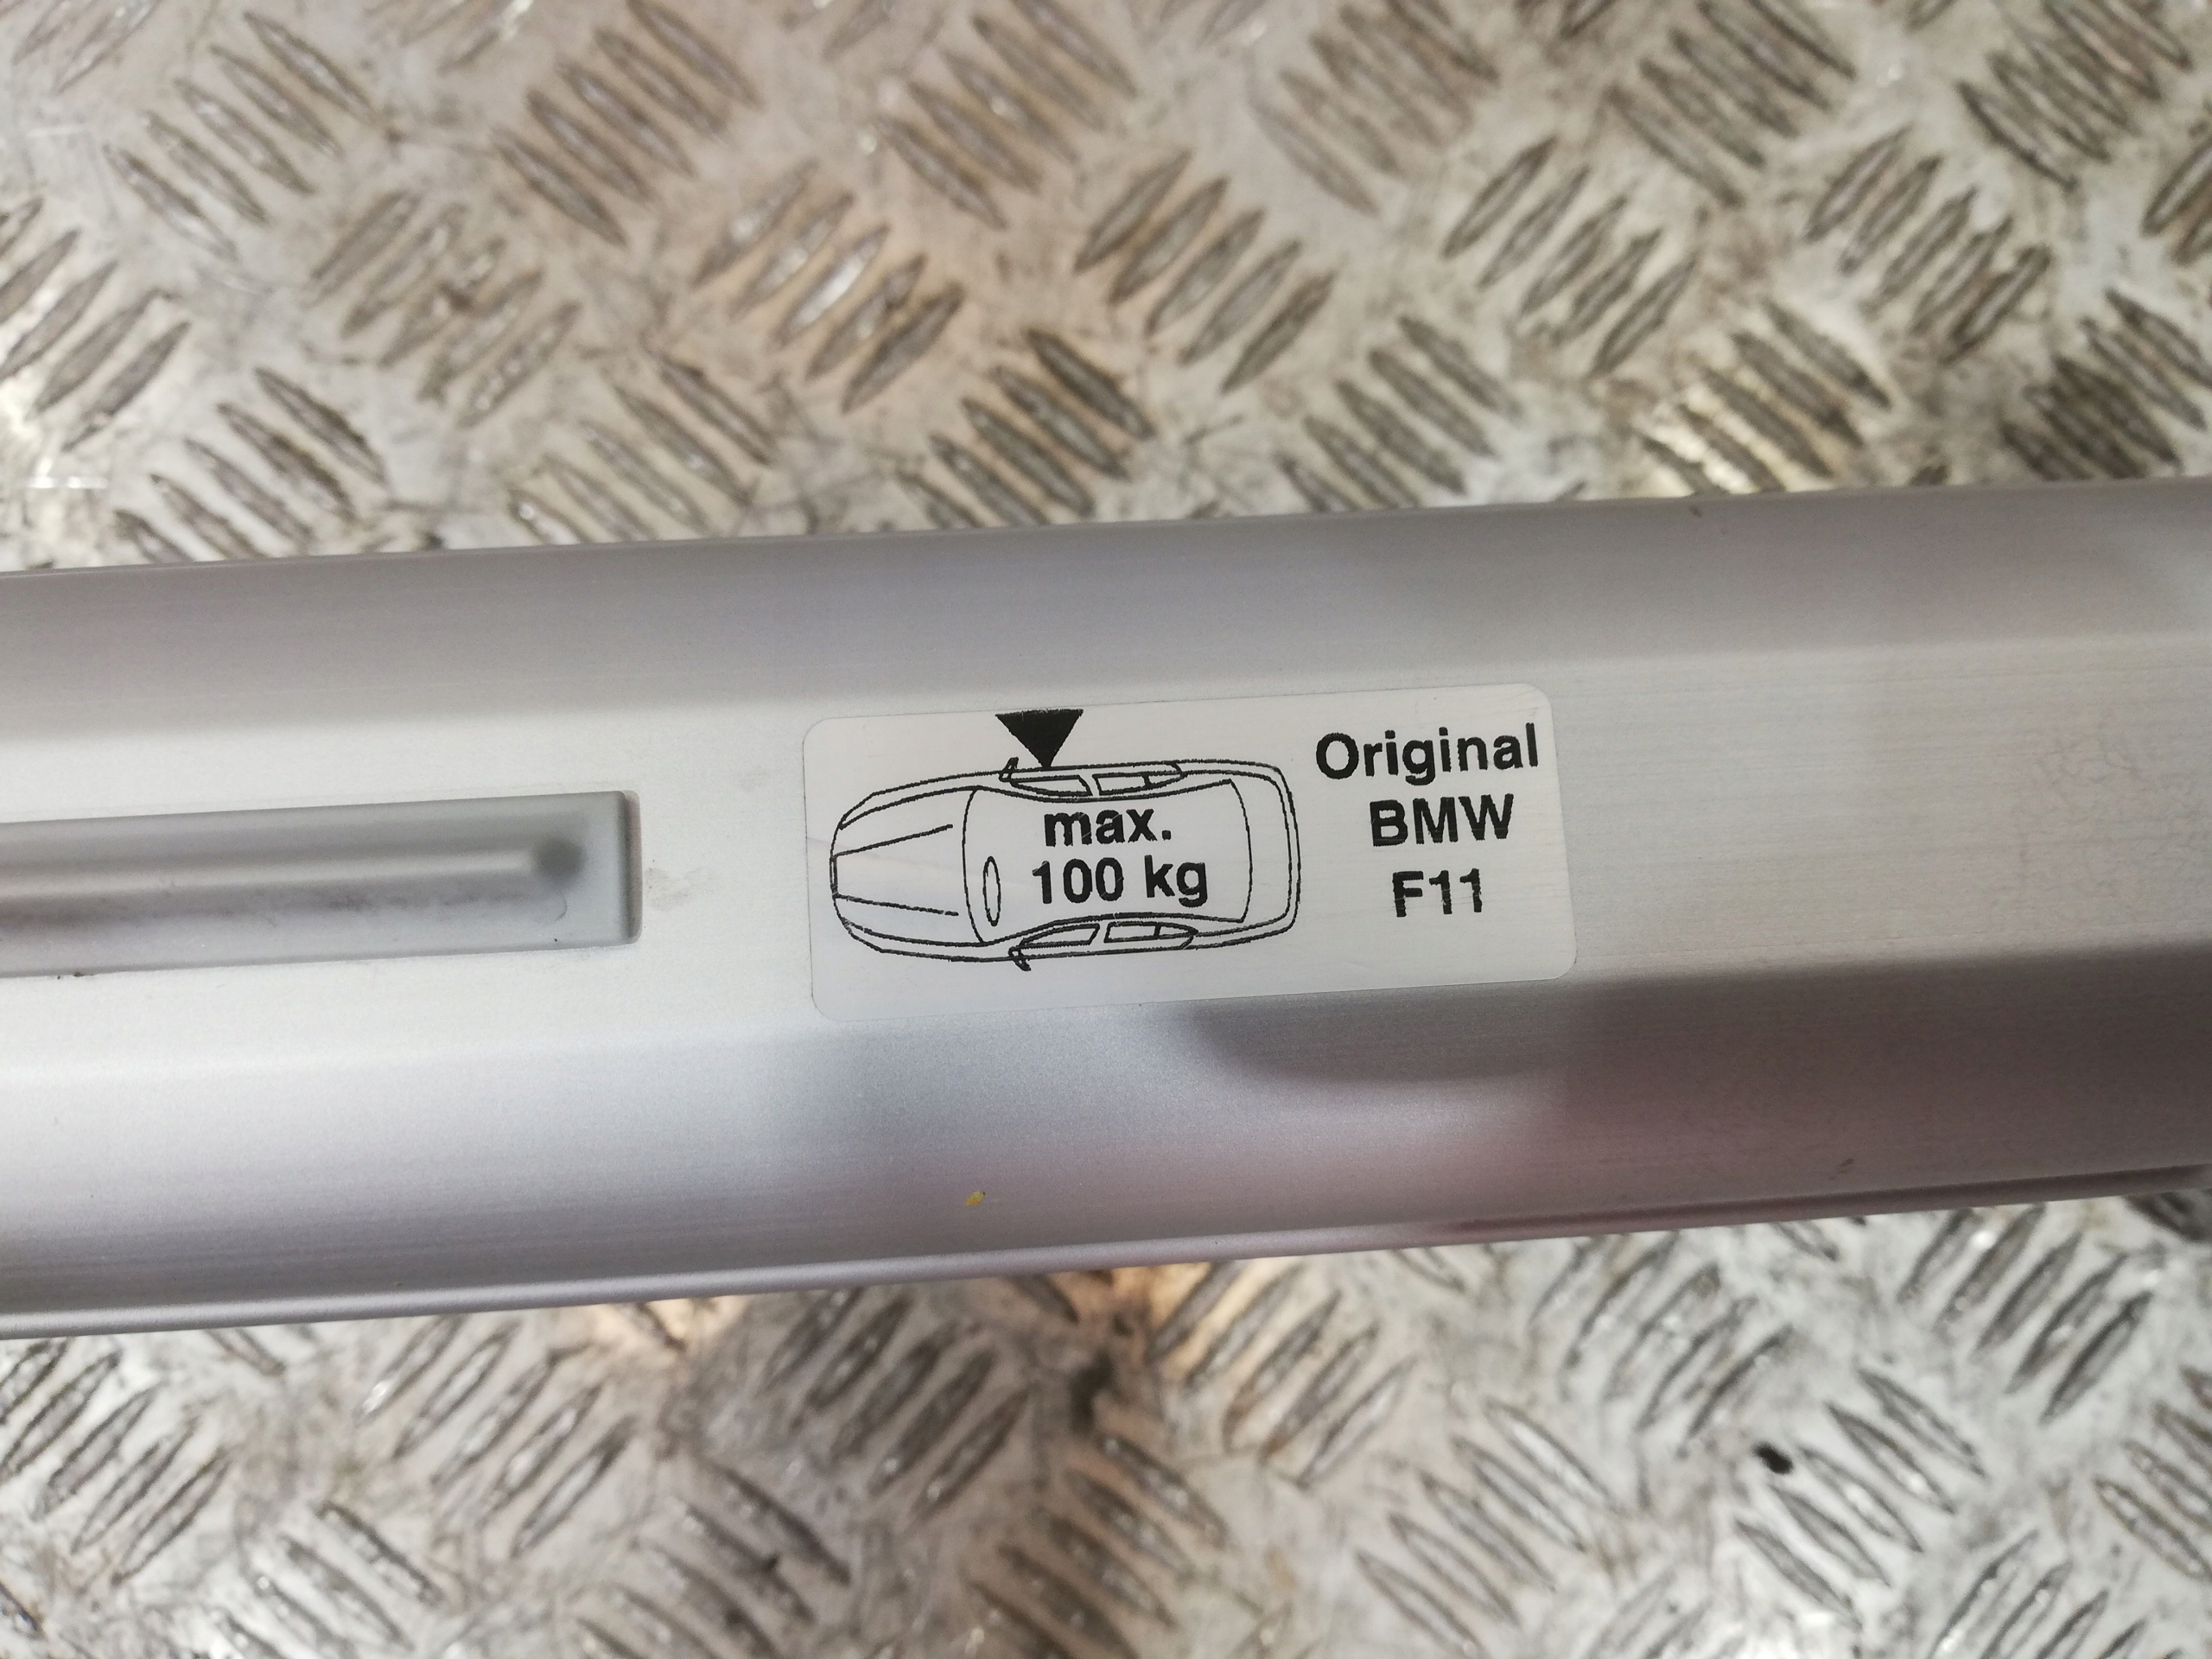 max.
100 kg
Original
BMW
F11